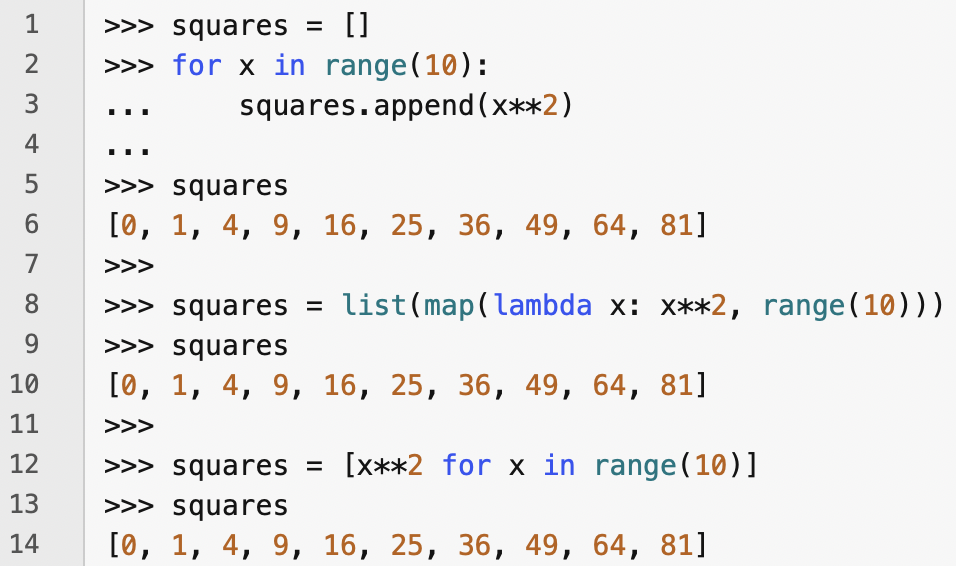 1 >>> squares = []
2 >>> for x in range(10):
3 ...     squares.append(x**2)
4 ...
5 >>> squares
6 [0, 1, 4, 9, 16, 25, 36, 49, 64, 81]
7 >>>
8 >>> squares = list(map(lambda x: x**2, range(10)))
9 >>> squares
10 [0, 1, 4, 9, 16, 25, 36, 49, 64, 81]
11 >>>
12 >>> squares = [x**2 for x in range(10)]
13 >>> squares
14 [0, 1, 4, 9, 16, 25, 36, 49, 64, 81]